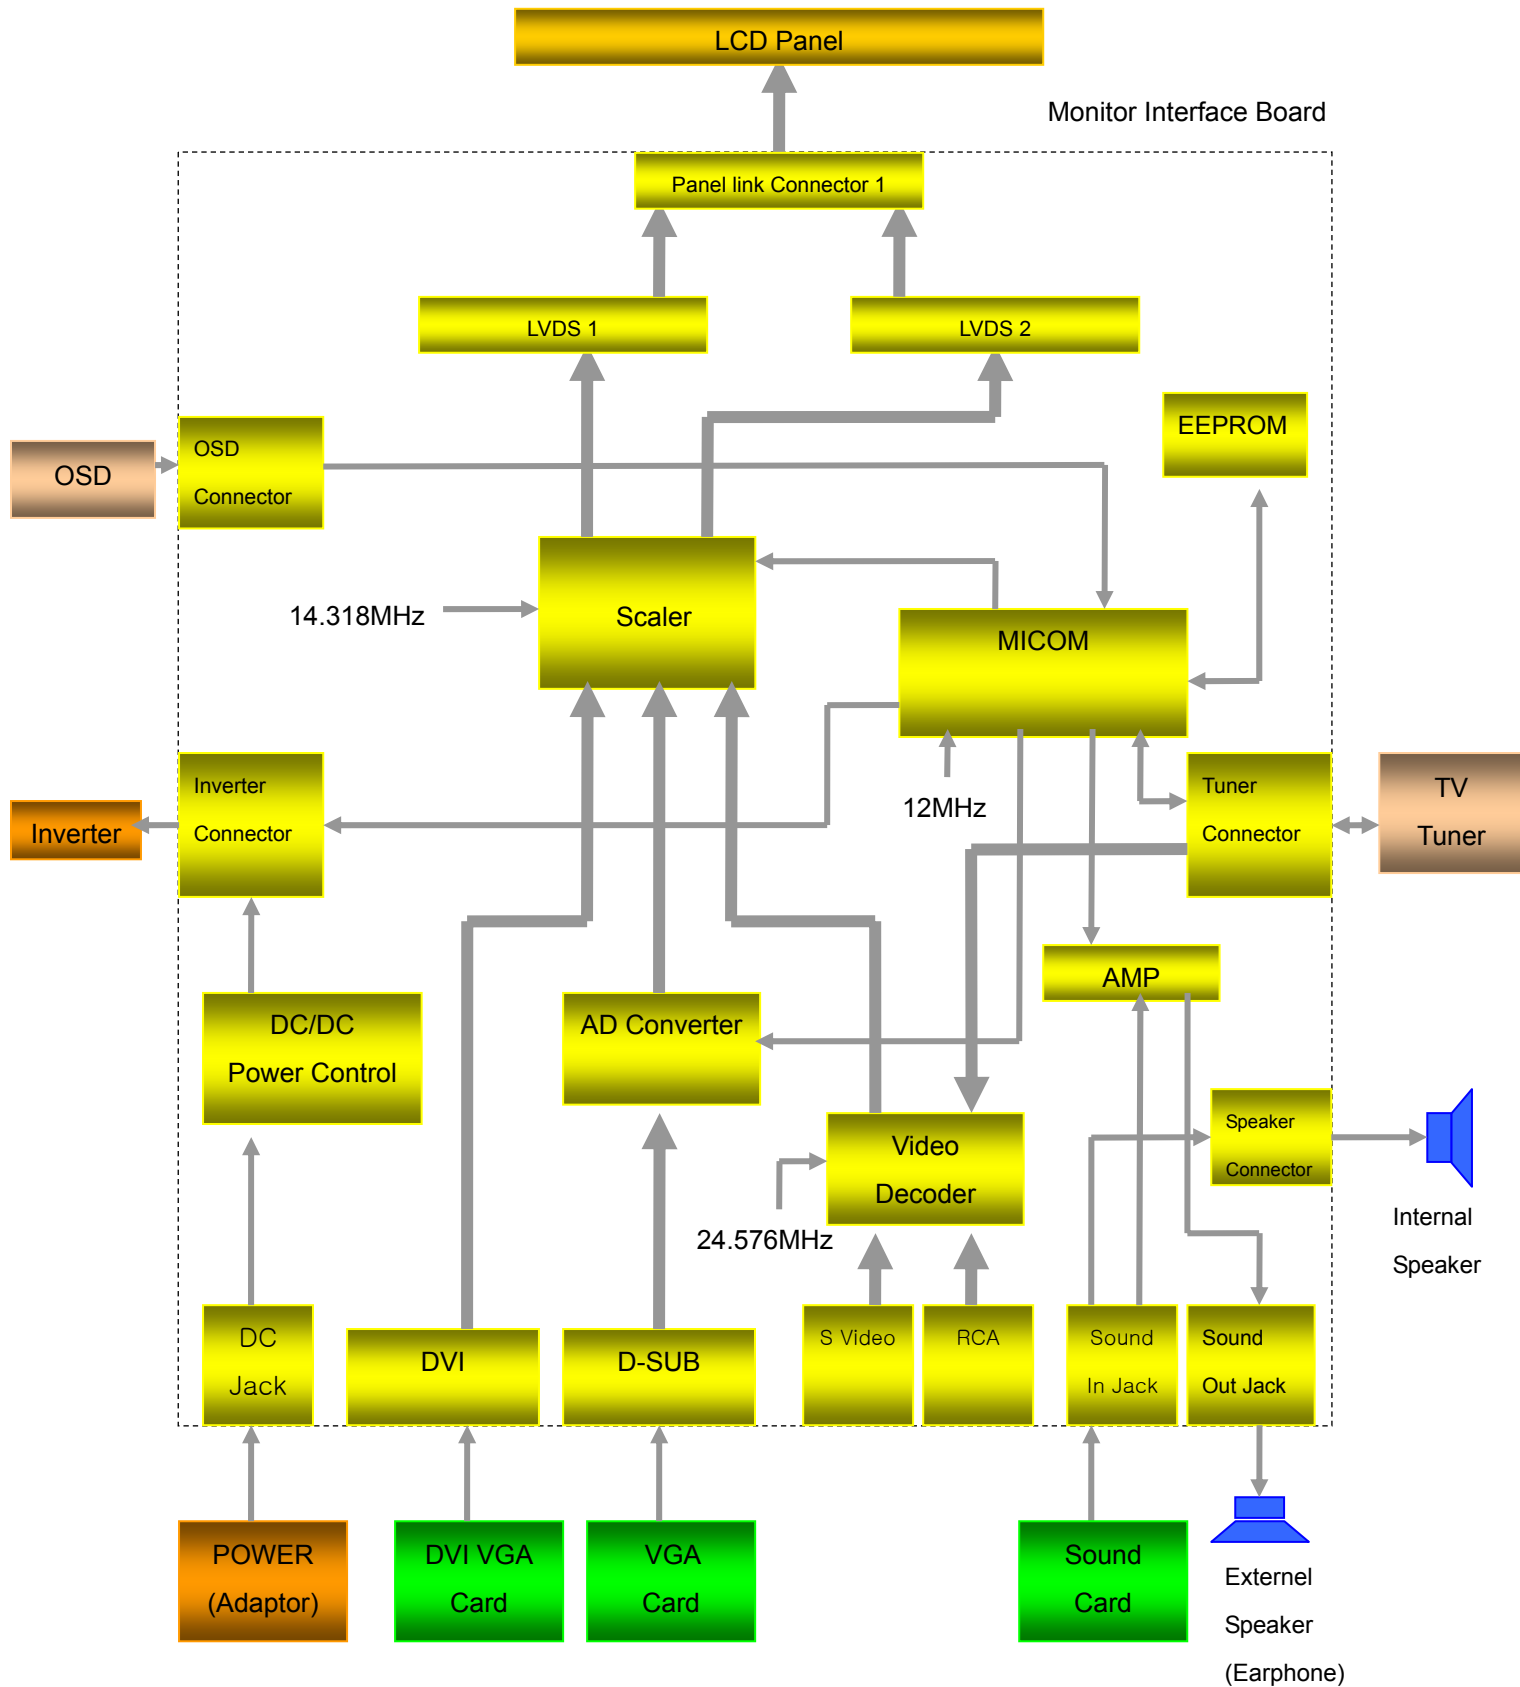 LCD Panel
Monitor Interface Board
Panel link Connector 1
LVDS 1
LVDS 2
EEPROM
OSD
OSD
Connector
Scaler
14.318MHz
MICOM
Inverter
Inverter
Connector
12MHz
Tuner
Connector
TV
Tuner
AMP
DC/DC
Power Control
AD Converter
Video
Decoder
24.576MHz
Speaker
Connector
Internal
Speaker
DC
Jack
DVI
D-SUB
S Video
RCA
Sound
In Jack
Sound
Out Jack
POWER
(Adaptor)
DVI VGA
Card
VGA
Card
Sound
Card
Externel
Speaker
(Earphone)